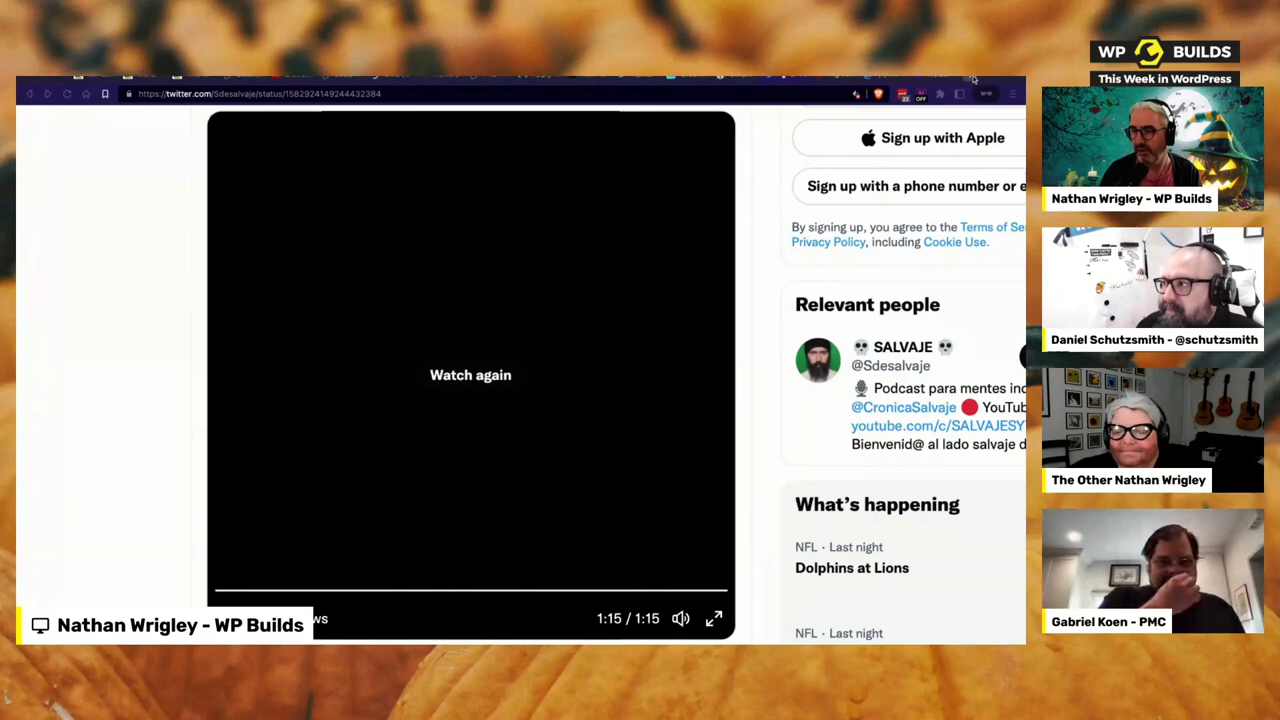 WP BUILDS
This Week in WordPress
https://twitter.com/Sdesalvaje/status/1582924149244432384
22
OFF
Sign up with Apple
Sign up with a phone number or e
By signing up, you agree to the Terms of Se
Privacy Policy, including Cookie Use.
Relevant people
SALVAJE
@Sdesalvaje
Podcast para mentes inc
@CronicaSalvaje YouTub
youtube.com/c/SALVAJESY
Bienvenid@ al lado salvaje d
What's happening
NFL · Last night
Dolphins at Lions
NFL · Last night
Watch again
ws
1:15 / 1:15
Nathan Wrigley - WP Builds
Nathan Wrigley - WP Builds
Daniel Schutzsmith - @schutzsmith
The Other Nathan Wrigley
Gabriel Koen - PMC